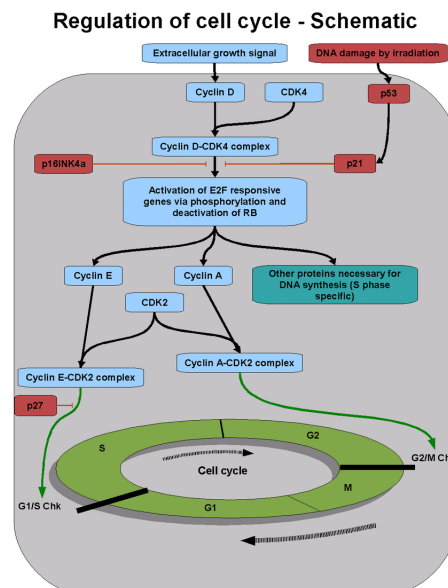 Regulation of cell cycle - Schematic
Extracellular growth signal
DNA damage by irradiation
Cyclin D
CDK4
p53
Cyclin D-CDK4 complex
p16INK4a
p21
Activation of E2F responsive
genes via phosphorylation and
deactivation of RB
Cyclin E
Cyclin A
Other proteins necessary for
DNA synthesis (S phase
specific)
CDK2
Cyclin E-CDK2 complex
Cyclin A-CDK2 complex
p27
S
G2
G2/M Ch
Cell cycle
M
G1/S Chk
G1